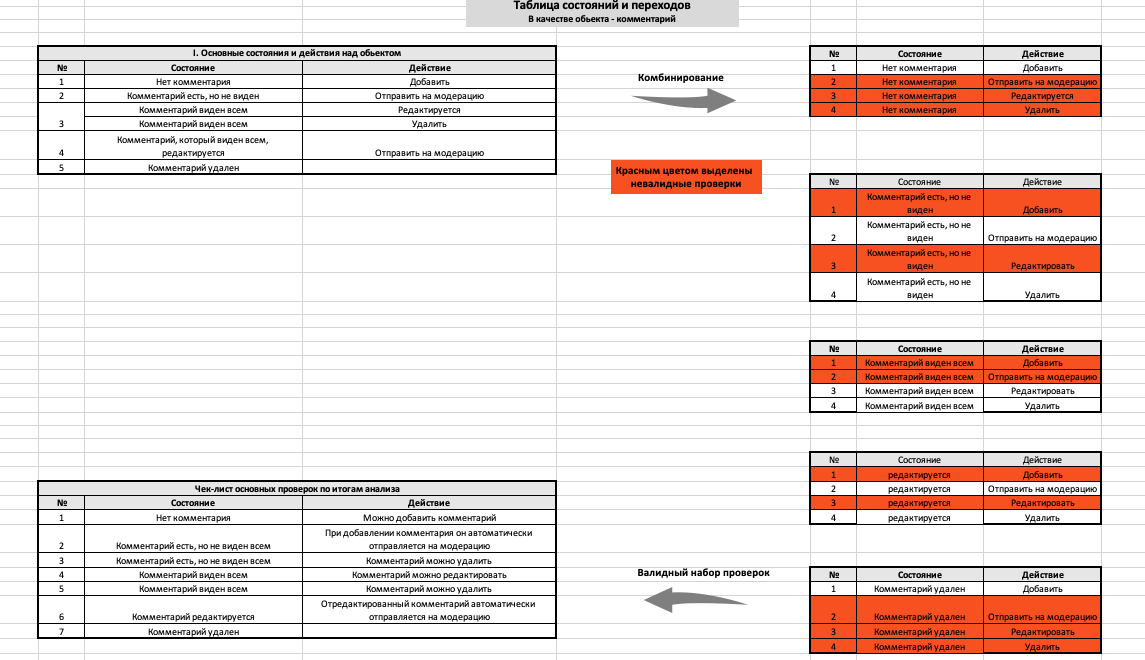 Таблица состояний и переходов
В качестве обьекта - комментарий
I. Основные состояния и действия над обьектом
№ Состояние Действие
1 Нет комментария Добавить
2 Комментарий есть, но не виден Отправить на модерацию
Комментарий виден всем Редактируется
3 Комментарий виден всем Удалить
Комментарий, который виден всем,
4 редактируется Отправить на модерацию
5 Комментарий удален
Комбинирование
Красным цветом выделены
невалидные проверки
№ Состояние Действие
1 Нет комментария Добавить
2 Нет комментария Отправить на модерацию
3 Нет комментария Редактируется
4 Нет комментария Удалить
№ Состояние Действие
Комментарий есть, но не
1 виден Добавить
Комментарий есть, но не
2 виден Отправить на модерацию
Комментарий есть, но не
3 виден Редактировать
Комментарий есть, но не
4 виден Удалить
№ Состояние Действие
1 Комментарий виден всем Добавить
2 Комментарий виден всем Отправить на модерацию
3 Комментарий виден всем Редактировать
4 Комментарий виден всем Удалить
№ Состояние Действие
1 редактируется Добавить
2 редактируется Отправить на модерацию
3 редактируется Редактировать
4 редактируется Удалить
№ Состояние Действие
1 Комментарий удален Добавить
2 Комментарий удален Отправить на модерацию
3 Комментарий удален Редактировать
4 Комментарий удален Удалить
Валидный набор проверок
Чек-лист основных проверок по итогам анализа
№ Состояние Действие
1 Нет комментария Можно добавить комментарий
При добавлении комментария он автоматически
2 Комментарий есть, но не виден всем отправляется на модерацию
3 Комментарий есть, но не виден всем Комментарий можно удалить
4 Комментарий виден всем Комментарий можно редактировать
5 Комментарий виден всем Комментарий можно удалить
Отредактированный комментарий автоматически
6 Комментарий редактируется отправляется на модерацию
7 Комментарий удален